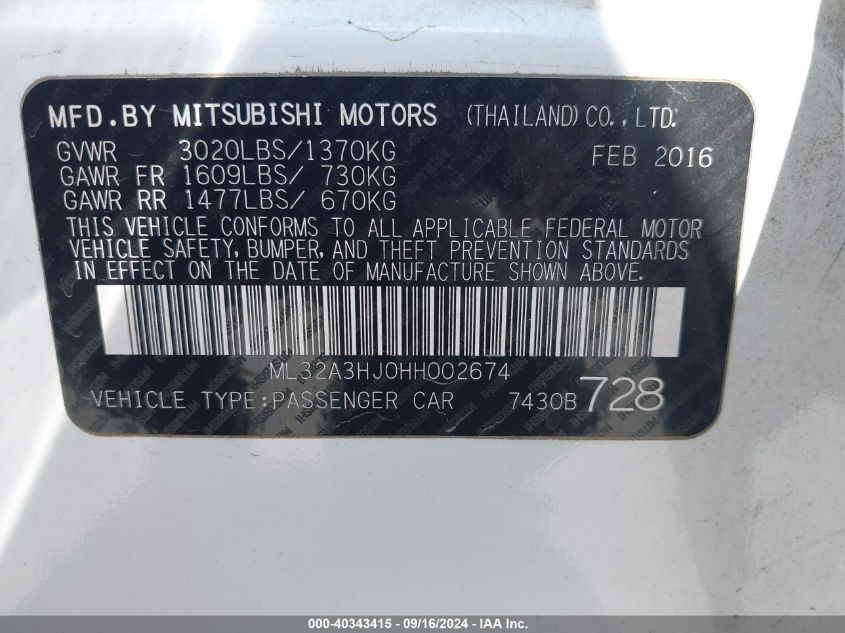 MFD.BY MITSUBISHI MOTORS (THAILAND) CO., LTD.
GVWR 3020LBS/1370KG FEB 2016
GAWR FR 1609LBS/ 730KG
GAWR RR 1477LBS/ 670KG
THIS VEHICLE CONFORMS TO ALL APPLICABLE FEDERAL MOTOR
VEHICLE SAFETY, BUMPER, AND THEFT PREVENTION STANDARDS
IN EFFECT ON THE DATE OF MANUFACTURE SHOWN ABOVE.
ML32A3HJ0HH002674
VEHICLE TYPE:PASSENGER CAR 7430B 728
000-40343415 - 09/16/2024 - IAA Inc.